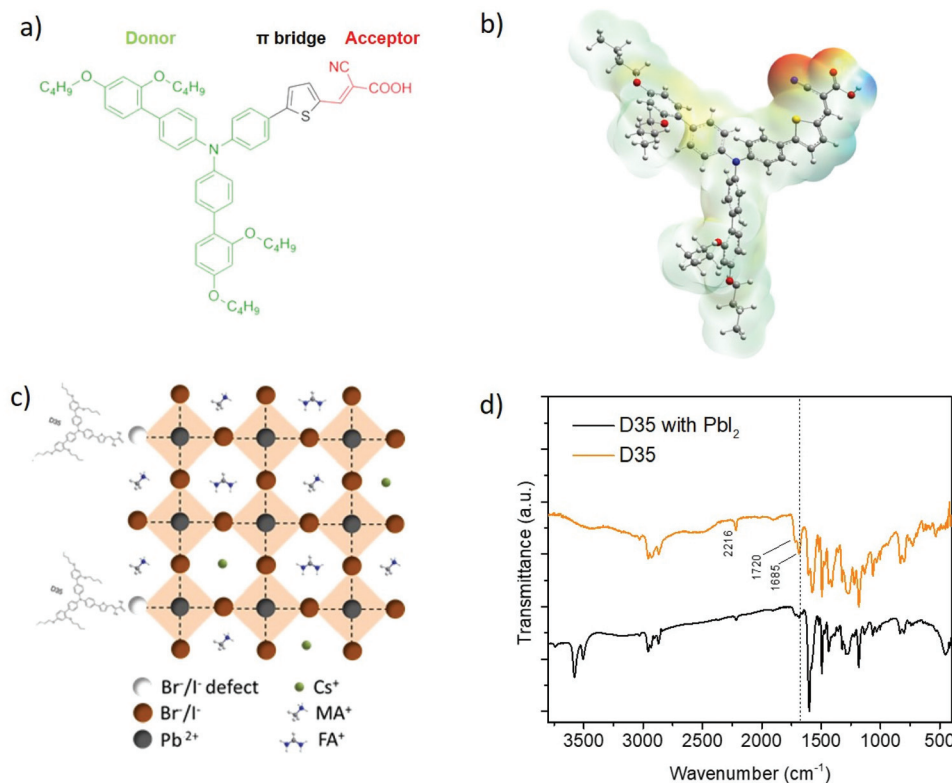 a)
Donor
π bridge
Acceptor
C₄H₉
O
O
C₄H₉
NC
COOH
S
N
O
C₄H₉
O
C₄H₉
b)
c)
D35
D35
Br⁻/I⁻ defect
Cs⁺
Br⁻/I⁻
MA⁺
Pb²⁺
FA⁺
d)
D35 with PbI₂
D35
2216
1720
1685
Transmittance (a.u.)
3750 3000 2500 2000 1500 1000 500
Wavenumber (cm⁻¹)